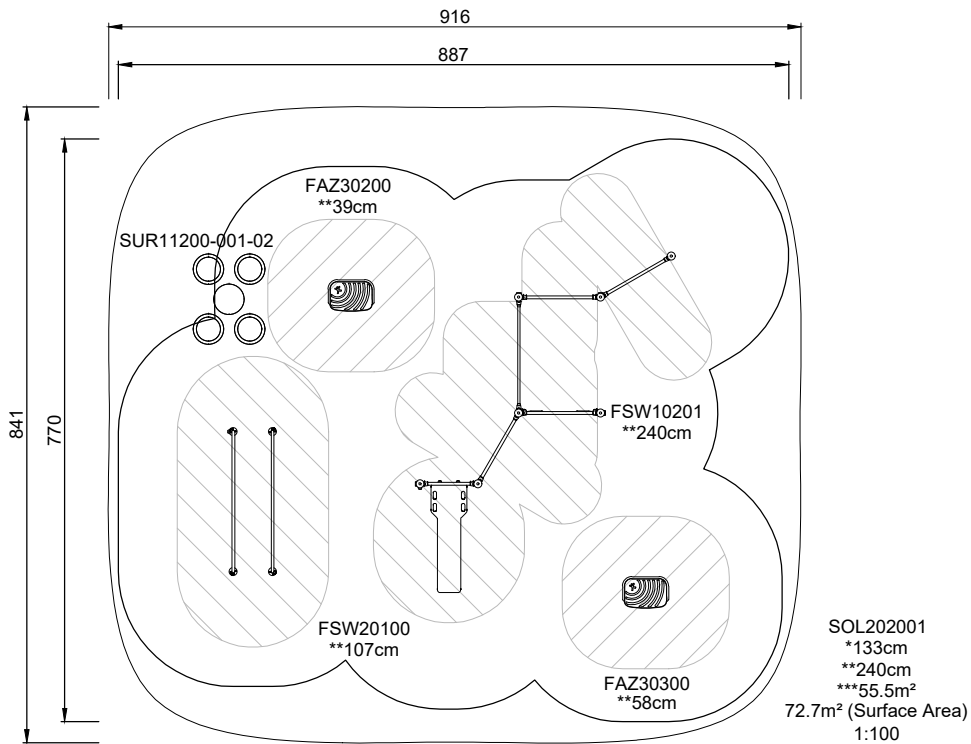 916
887
FAZ30200
**39cm
SUR11200-001-02
841
770
FSW10201
**240cm
FSW20100
**107cm
FAZ30300
**58cm
SOL202001
*133cm
**240cm
***55.5m²
72.7m² (Surface Area)
1:100